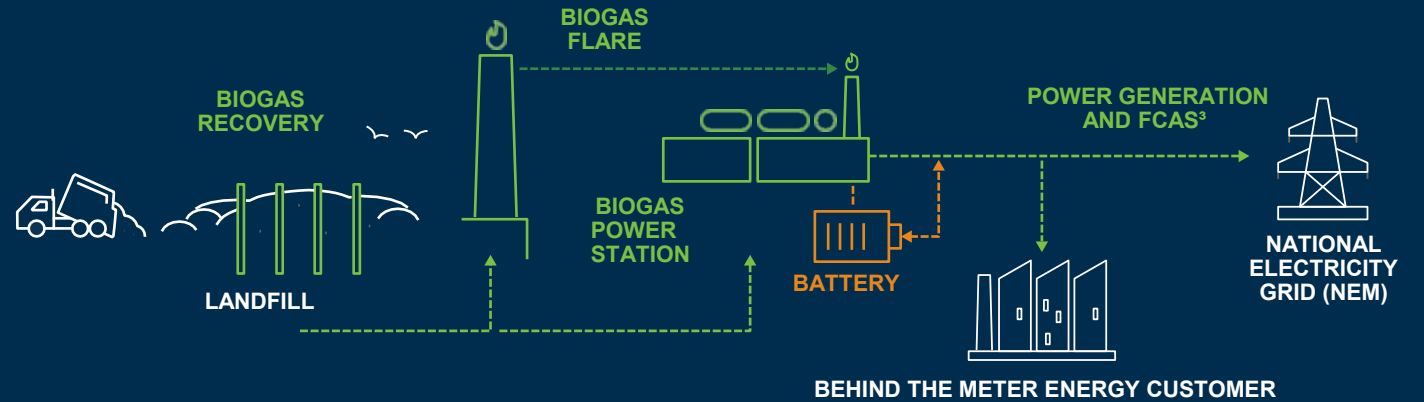 BIOGAS
FLARE
BIOGAS
RECOVERY
POWER GENERATION
AND FCAS³
BIOGAS
POWER
STATION
LANDFILL
BATTERY
NATIONAL
ELECTRICITY
GRID (NEM)
BEHIND THE METER ENERGY CUSTOMER